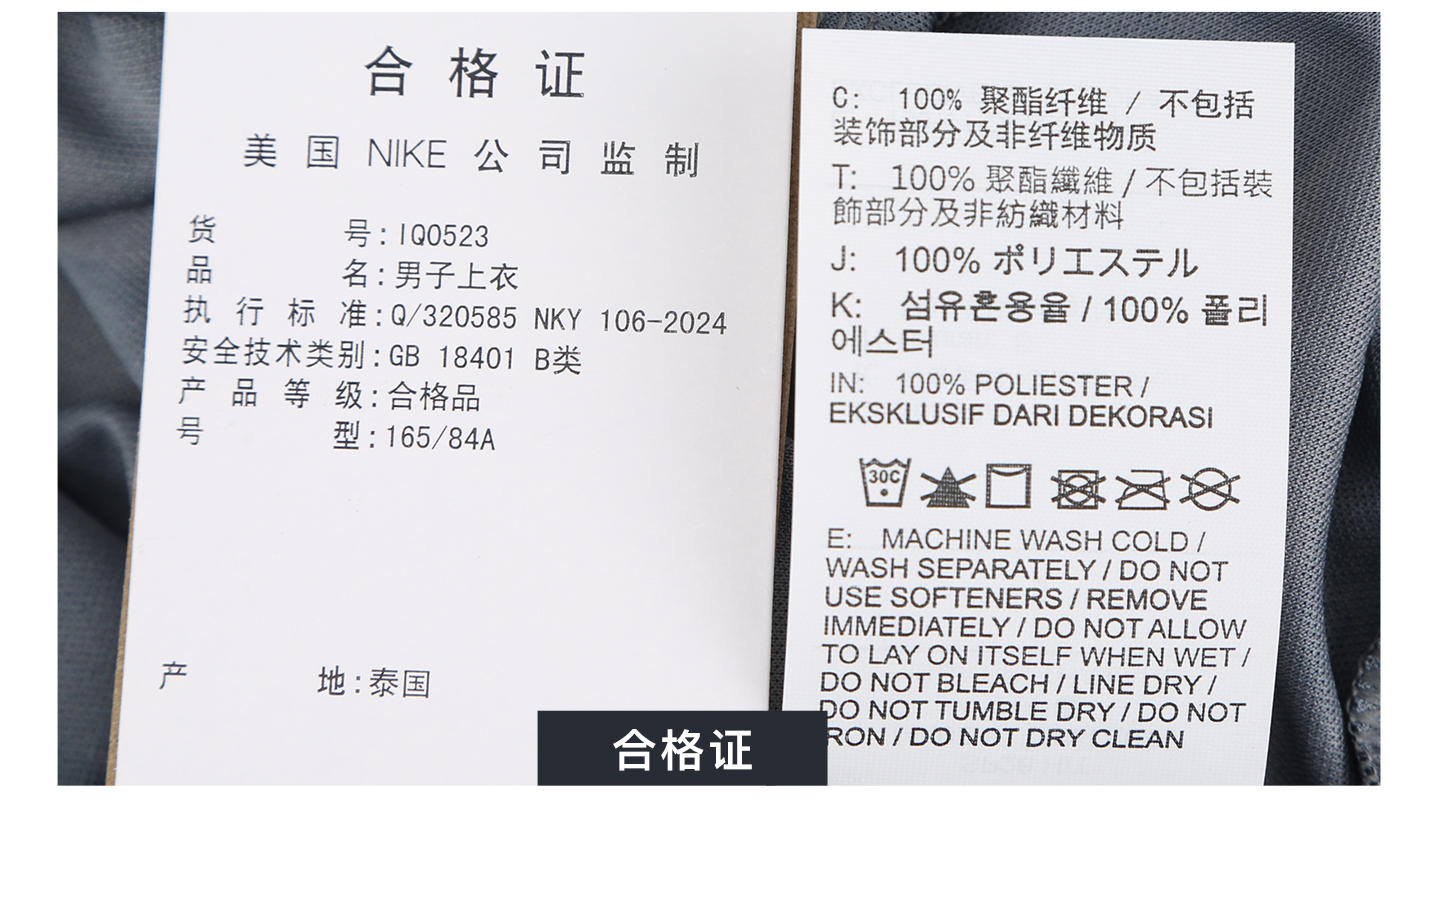 合格证
美国NIKE公司监制
货号:IQ0523
品名:男子上衣
执行标准:Q/320585 NKY 106-2024
安全技术类别:GB 18401 B类
产品等级:合格品
号型:165/84A
产地:泰国
合格证
C: 100% 聚酯纤维 / 不包括
装饰部分及非纤维物质
T: 100% 聚酯纖維 / 不包括裝
飾部分及非紡織材料
J: 100% ポリエステル
K: 섬유혼용율 / 100% 폴리
에스터
IN: 100% POLIESTER /
EKSKLUSIF DARI DEKORASI
30C
E: MACHINE WASH COLD /
WASH SEPARATELY / DO NOT
USE SOFTENERS / REMOVE
IMMEDIATELY / DO NOT ALLOW
TO LAY ON ITSELF WHEN WET /
DO NOT BLEACH / LINE DRY /
DO NOT TUMBLE DRY / DO NOT
RON / DO NOT DRY CLEAN